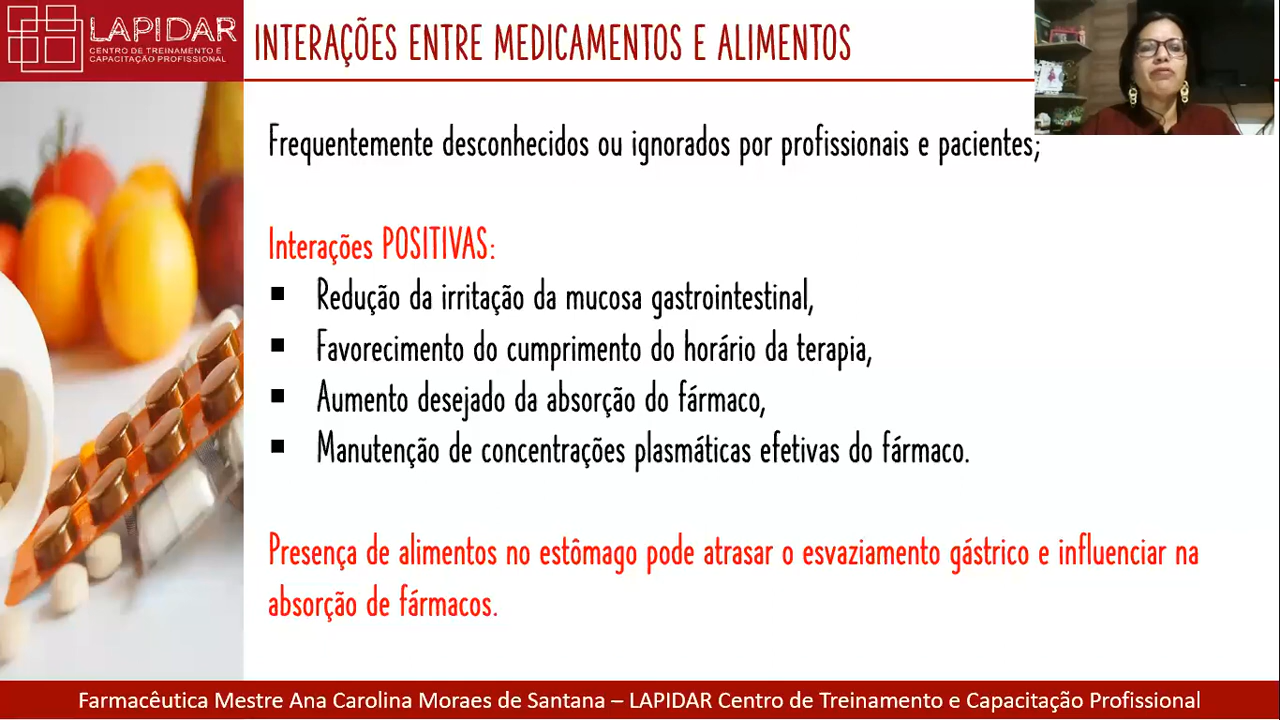 LAPIDAR
CENTRO DE TREINAMENTO E
CAPACITAÇÃO PROFISSIONAL
INTERAÇÕES ENTRE MEDICAMENTOS E ALIMENTOS
Frequentemente desconhecidos ou ignorados por profissionais e pacientes;
Interações POSITIVAS:
▪ Redução da irritação da mucosa gastrointestinal,
▪ Favorecimento do cumprimento do horário da terapia,
▪ Aumento desejado da absorção do fármaco,
▪ Manutenção de concentrações plasmáticas efetivas do fármaco.
Presença de alimentos no estômago pode atrasar o esvaziamento gástrico e influenciar na
absorção de fármacos.
Farmacêutica Mestre Ana Carolina Moraes de Santana – LAPIDAR Centro de Treinamento e Capacitação Profissional